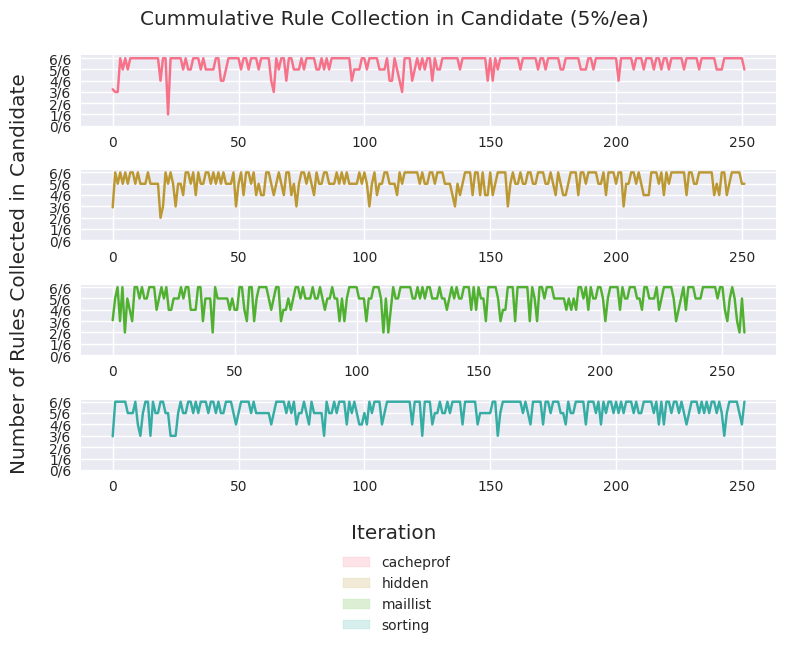 Cummulative Rule Collection in Candidate (5%/ea)
Number of Rules Collected in Candidate
6/6
5/6
4/6
3/6
2/6
1/6
0/6
0 50 100 150 200 250
6/6
5/6
4/6
3/6
2/6
1/6
0/6
0 50 100 150 200 250
6/6
5/6
4/6
3/6
2/6
1/6
0/6
0 50 100 150 200 250
6/6
5/6
4/6
3/6
2/6
1/6
0/6
0 50 100 150 200 250
Iteration
cacheprof
hidden
maillist
sorting